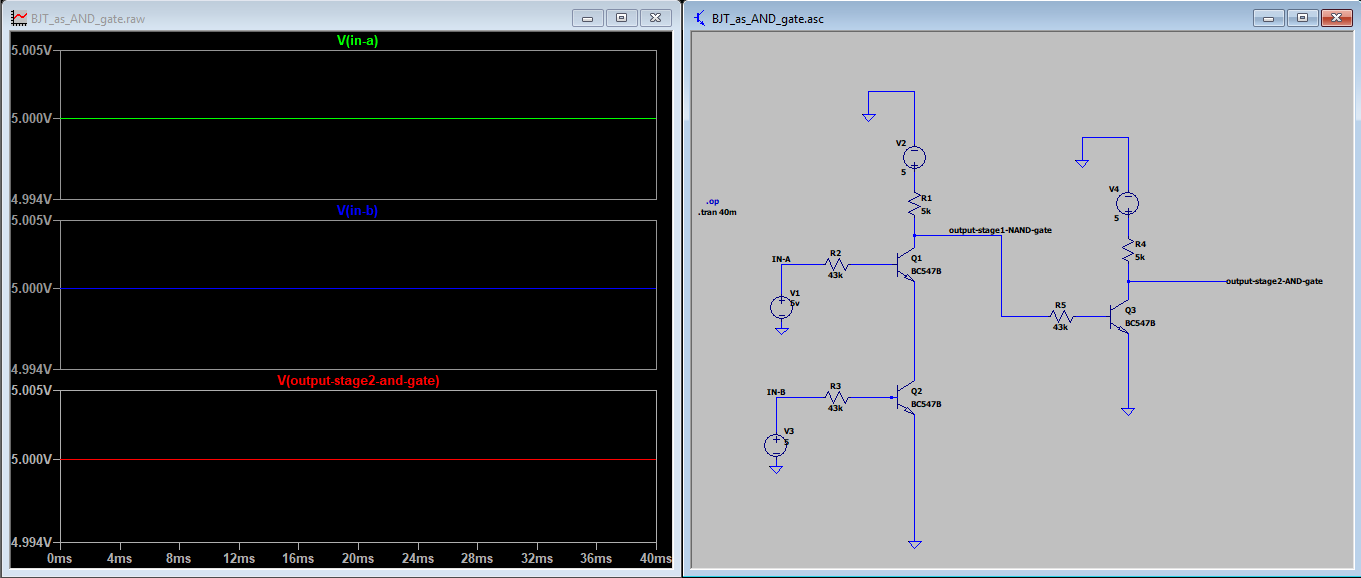 BJT_as_AND_gate.raw
V(in-a)
5.005V
5.000V
4.994V
V(in-b)
5.005V
5.000V
4.994V
V(output-stage2-and-gate)
5.005V
5.000V
4.994V
0ms 4ms 8ms 12ms 16ms 20ms 24ms 28ms 32ms 36ms 40ms
BJT_as_AND_gate.asc
.op
.tran 40m
V2
5
R1
5k
output-stage1-NAND-gate
IN-A
R2
43k
Q1
BC547B
V1
5v
IN-B
R3
43k
Q2
BC547B
V3
5
V4
5
R4
5k
output-stage2-AND-gate
R5
43k
Q3
BC547B